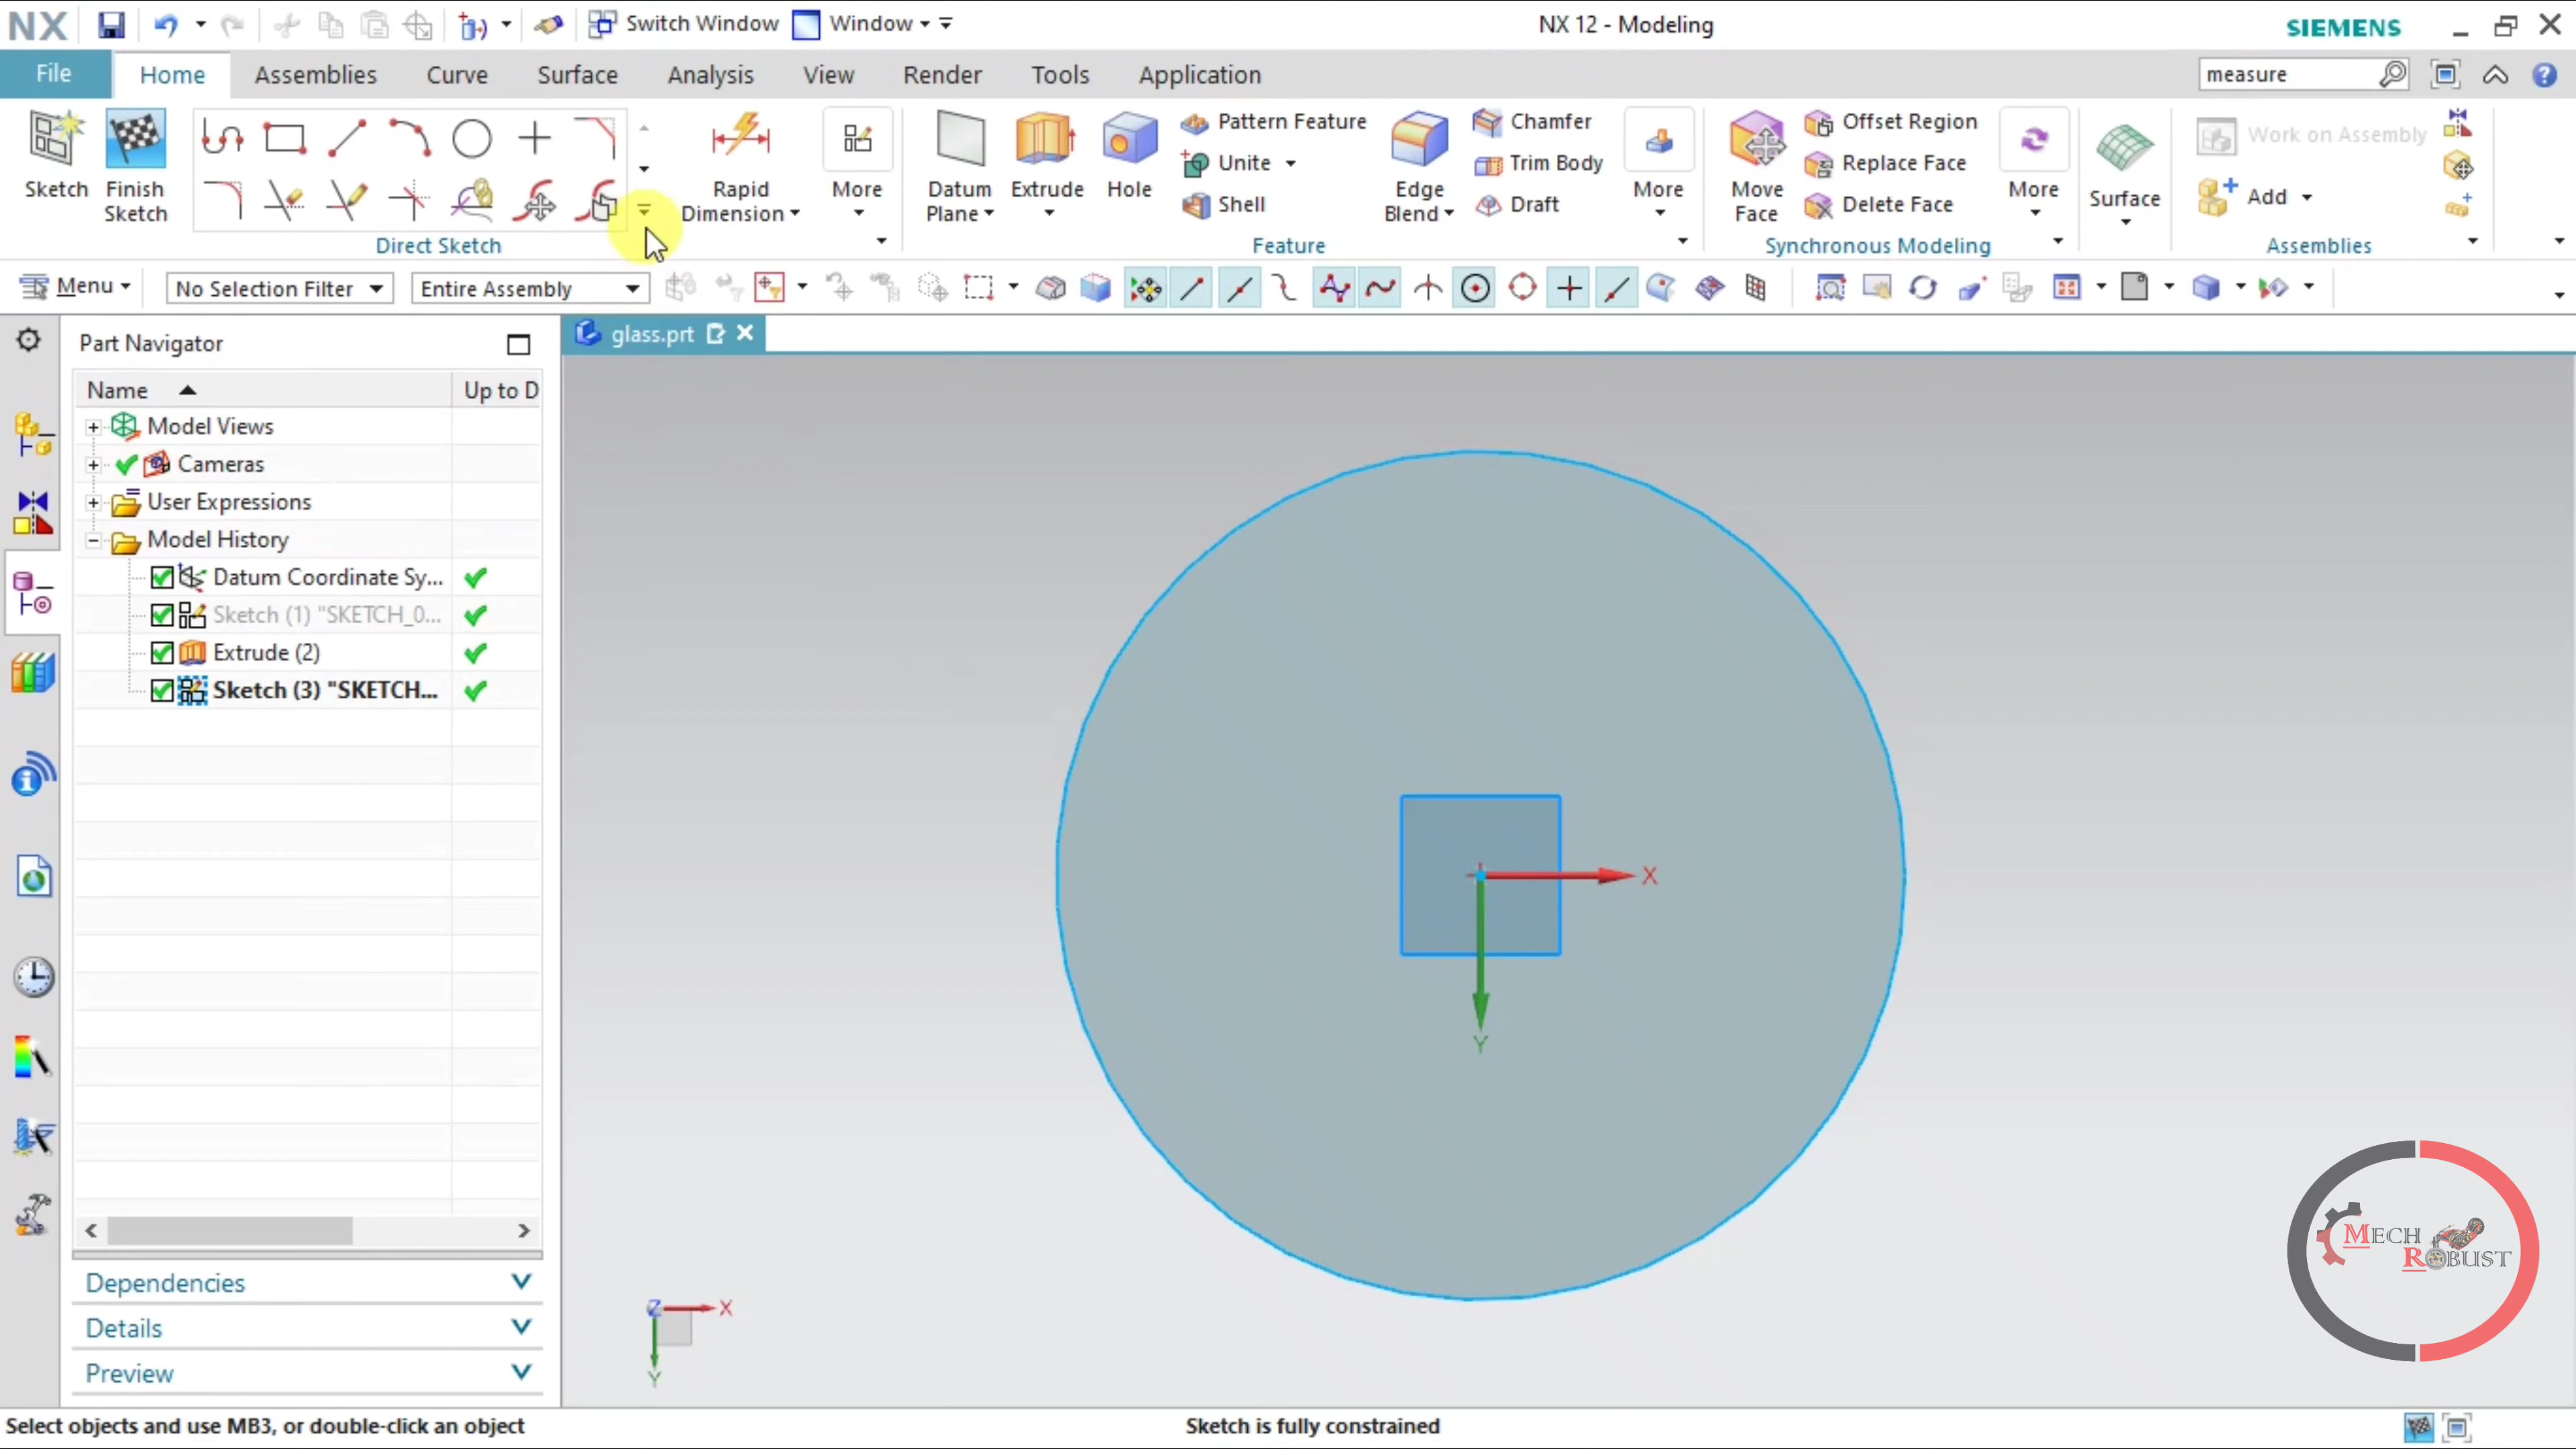 NX
Switch Window
Window
NX 12 - Modeling
SIEMENS
File
Home
Assemblies
Curve
Surface
Analysis
View
Render
Tools
Application
measure
Sketch
Finish Sketch
Direct Sketch
Rapid Dimension
More
Datum Plane
Extrude
Hole
Pattern Feature
Unite
Shell
Edge Blend
Chamfer
Trim Body
Draft
More
Feature
Move Face
Offset Region
Replace Face
Delete Face
More
Synchronous Modeling
Surface
Work on Assembly
Add
Assemblies
Menu
No Selection Filter
Entire Assembly
Part Navigator
glass.prt
Name
Up to D
Model Views
Cameras
User Expressions
Model History
Datum Coordinate Sy...
Sketch (1) "SKETCH_0...
Extrude (2)
Sketch (3) "SKETCH...
X
Y
Z
X
Y
Dependencies
Details
Preview
MECH
ROBUST
Select objects and use MB3, or double-click an object
Sketch is fully constrained